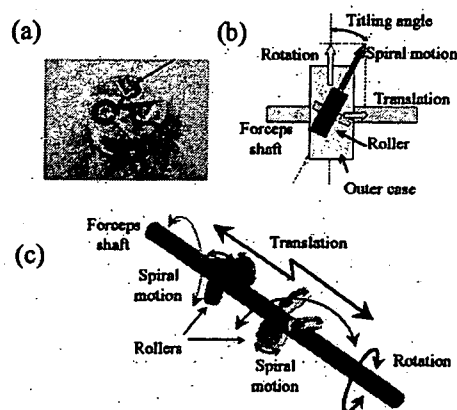 (a)
(b)
Titling angle
Rotation
Spiral motion
Translation
Forceps
shaft
Roller
Outer case
(c)
Forceps
shaft
Translation
Spiral
motion
Rollers
Spiral
motion
Rotation